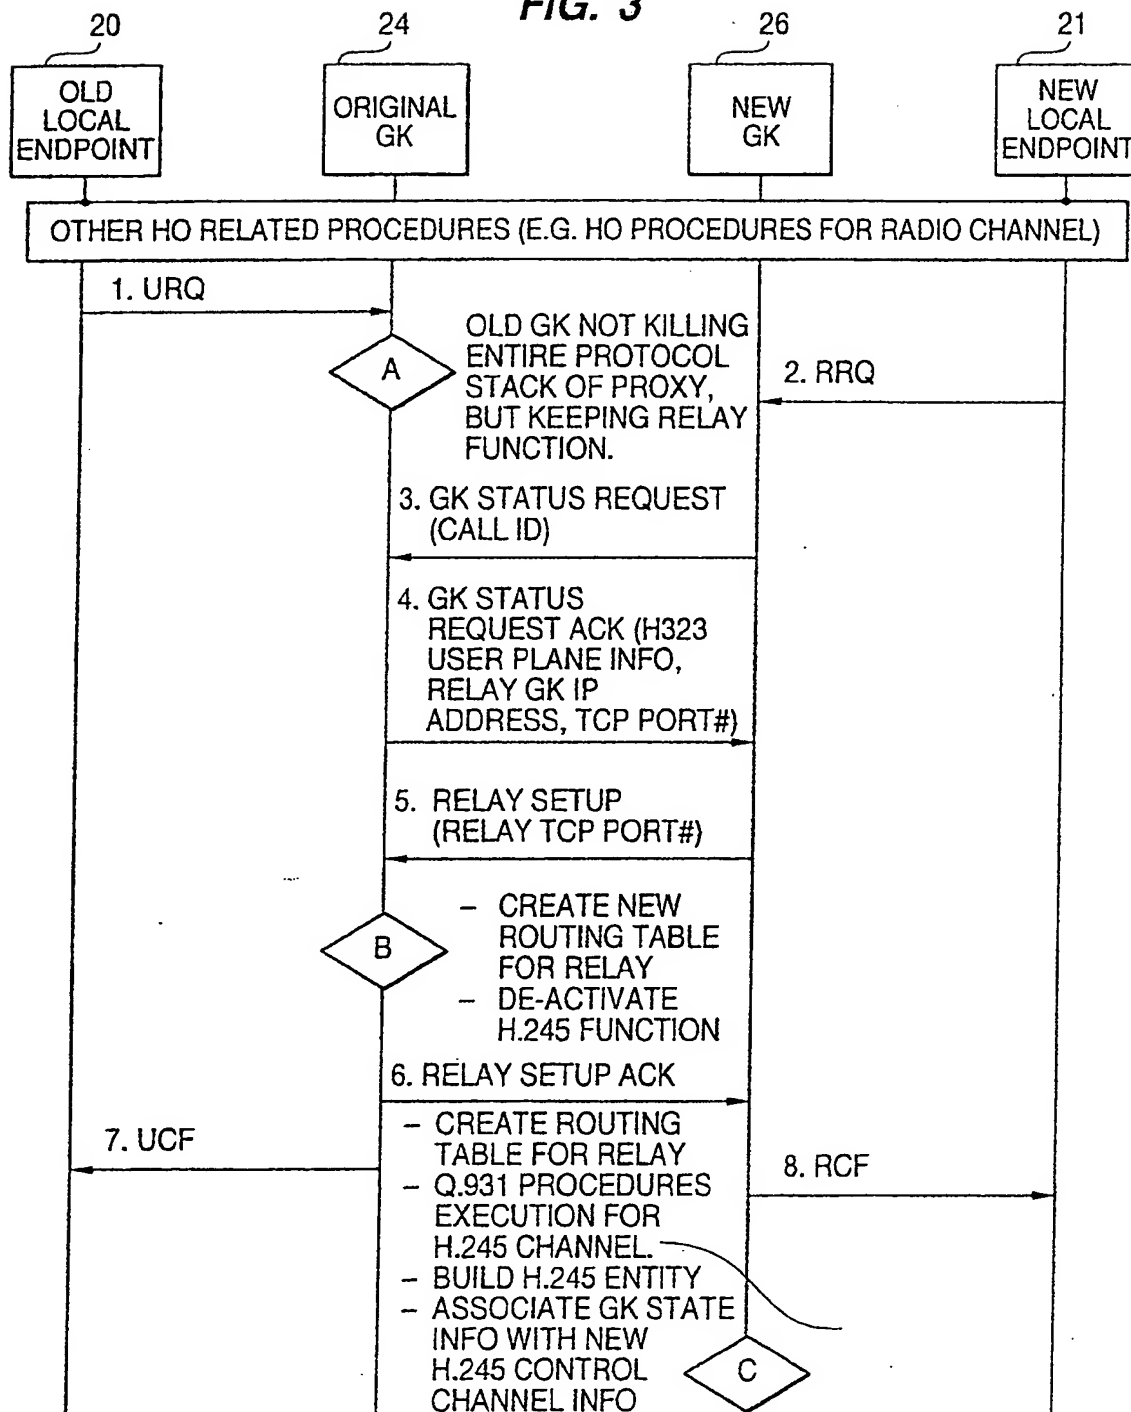 FIG. 3
20
24
26
21
OLD
LOCAL
ENDPOINT
ORIGINAL
GK
NEW
GK
NEW
LOCAL
ENDPOINT
OTHER HO RELATED PROCEDURES (E.G. HO PROCEDURES FOR RADIO CHANNEL)
1. URQ
A
OLD GK NOT KILLING
ENTIRE PROTOCOL
STACK OF PROXY,
BUT KEEPING RELAY
FUNCTION.
2. RRQ
3. GK STATUS REQUEST
(CALL ID)
4. GK STATUS
REQUEST ACK (H323
USER PLANE INFO,
RELAY GK IP
ADDRESS, TCP PORT#)
5. RELAY SETUP
(RELAY TCP PORT#)
B
– CREATE NEW
ROUTING TABLE
FOR RELAY
– DE-ACTIVATE
H.245 FUNCTION
6. RELAY SETUP ACK
7. UCF
– CREATE ROUTING
TABLE FOR RELAY
– Q.931 PROCEDURES
EXECUTION FOR
H.245 CHANNEL.
– BUILD H.245 ENTITY
– ASSOCIATE GK STATE
INFO WITH NEW
H.245 CONTROL
CHANNEL INFO
8. RCF
C